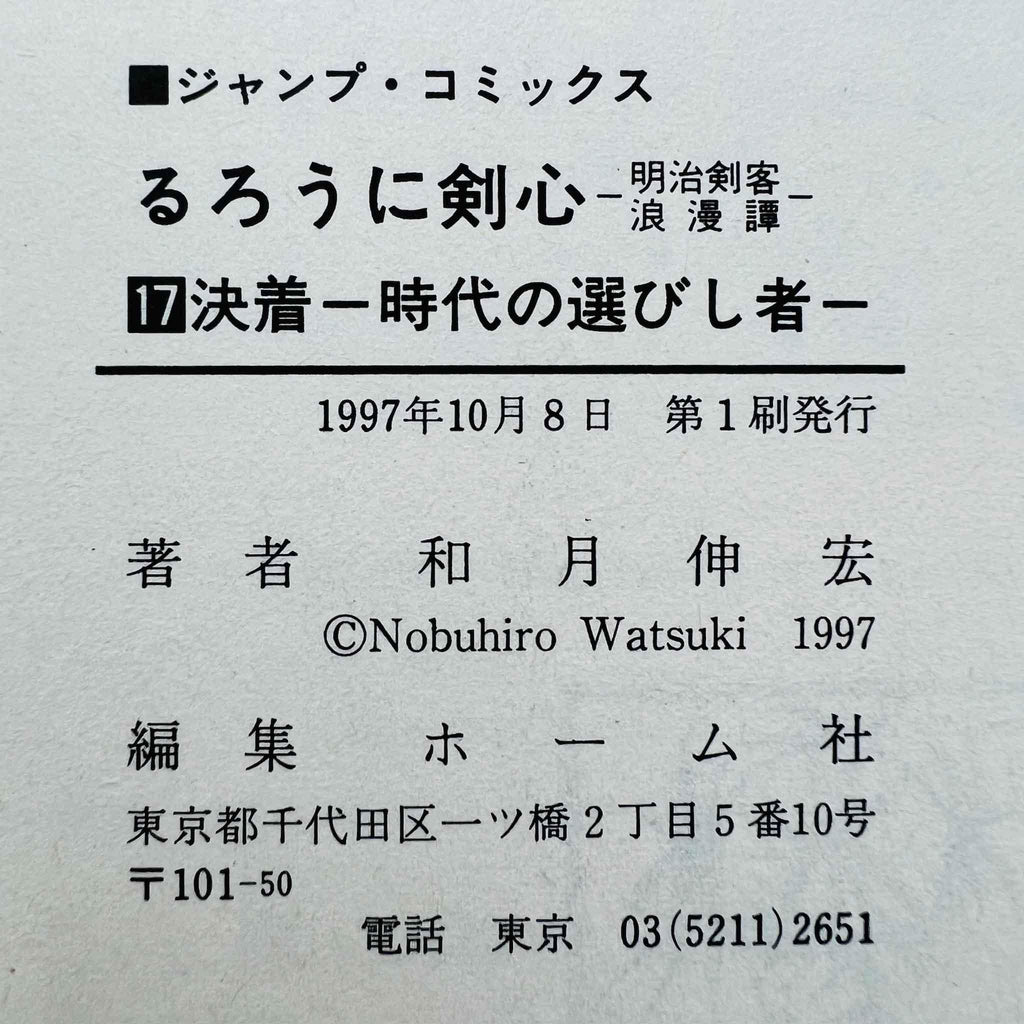 ■ジャンプ・コミックス
るろうに剣心―明治剣客浪漫譚―
17決着―時代の選びし者―
1997年10月8日　第1刷発行
著者　和月伸宏
©Nobuhiro Watsuki 1997
編集　ホーム社
東京都千代田区一ツ橋2丁目5番10号
〒101-50
電話　東京　03(5211)2651